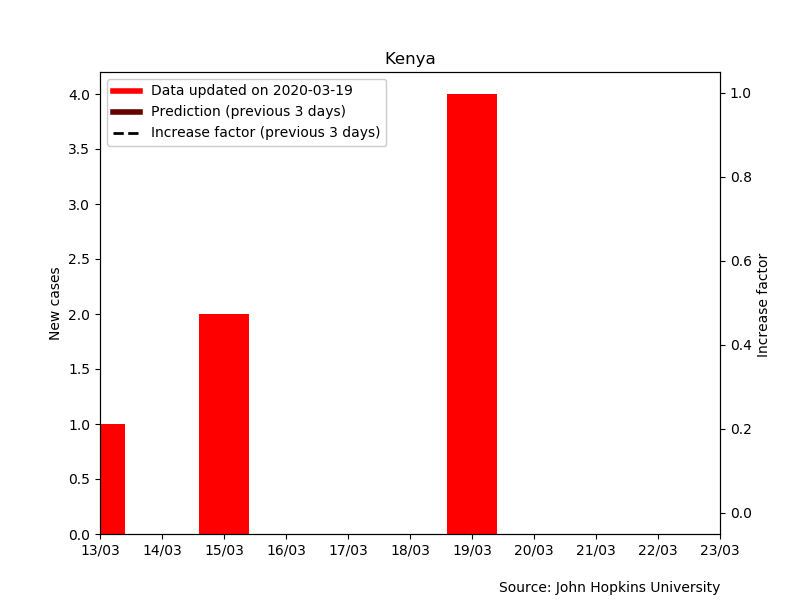 Kenya
Data updated on 2020-03-19
Prediction (previous 3 days)
Increase factor (previous 3 days)
New cases
4.0
3.5
3.0
2.5
2.0
1.5
1.0
0.5
0.0
1.0
0.8
0.6
0.4
0.2
0.0
Increase factor
13/03 14/03 15/03 16/03 17/03 18/03 19/03 20/03 21/03 22/03 23/03
Source: John Hopkins University